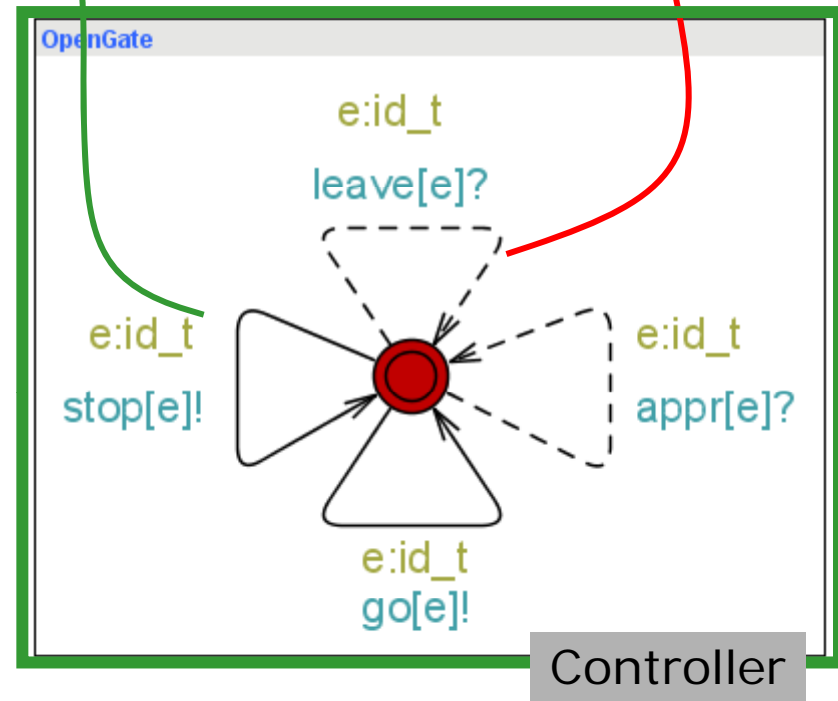 OpenGate
e:id_t
leave[e]?
e:id_t
stop[e]!
e:id_t
appr[e]?
e:id_t
go[e]!
Controller